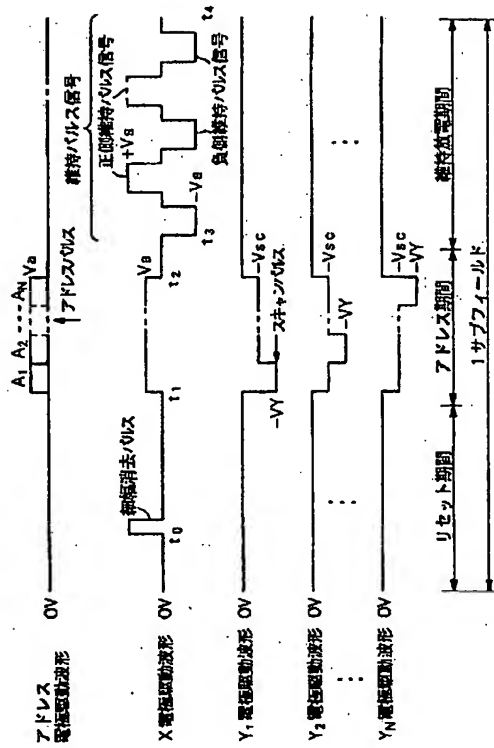 アドレス
電極駆動波形
0V
A₁ A₂ ---- A_N
Va
アドレスパルス
X電極駆動波形
0V
細幅消去パルス
t₀
t₁
Va
t₂
t₃
-Vs
+Vs
維持パルス信号
正側維持パルス信号
負側維持パルス信号
t₄
Y₁電極駆動波形
0V
-VY
スキャンパルス
-Vsc
Y₂電極駆動波形
0V
-VY
-Vsc
Y_N電極駆動波形
0V
-Vsc
-VY
リセット期間
アドレス期間
維持放電期間
1サブフィールド